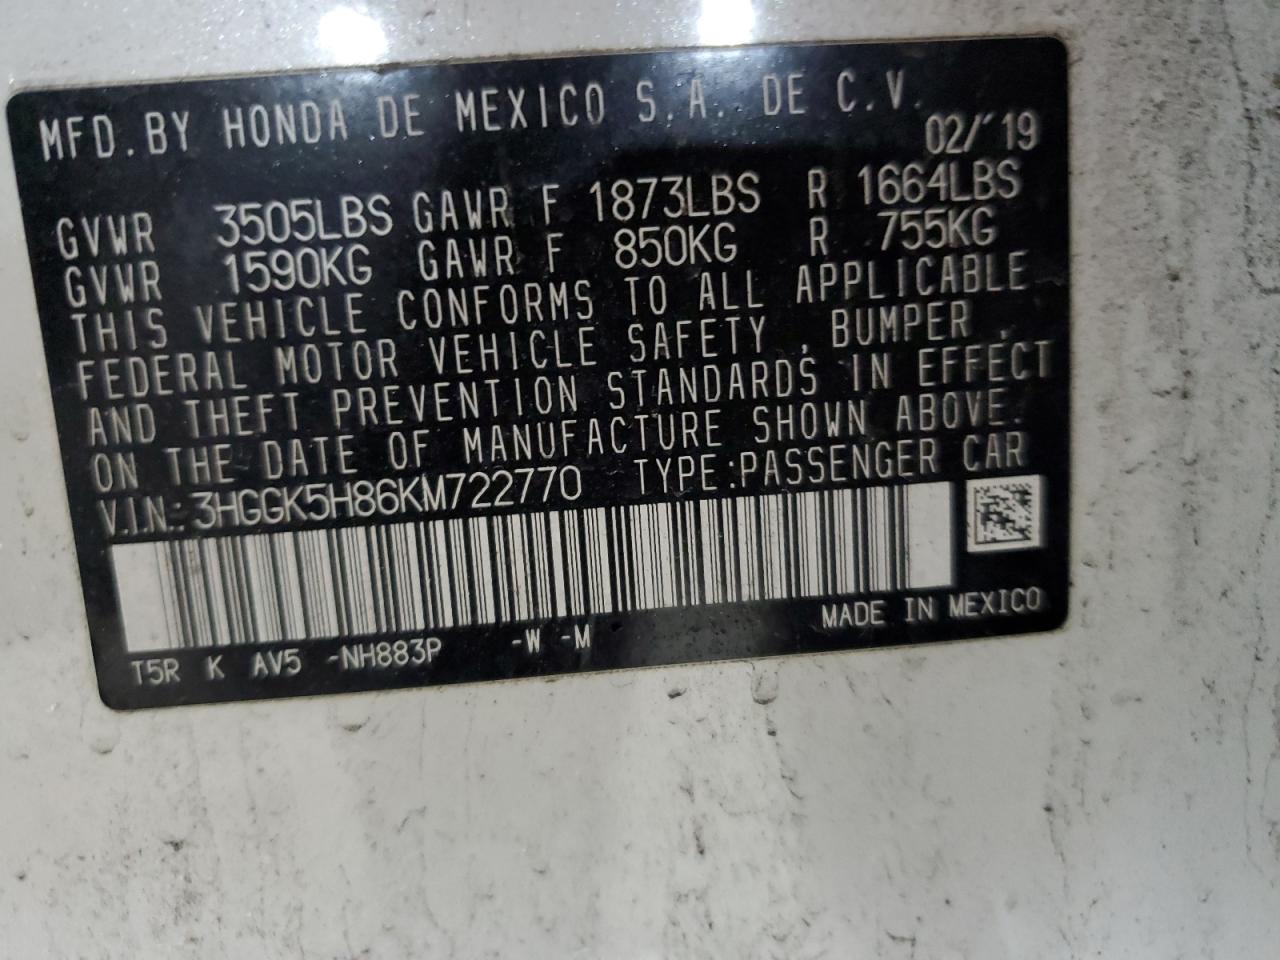 MFD.BY HONDA DE MEXICO S.A. DE C.V.
02/'19
GVWR 3505LBS GAWR F 1873LBS R 1664LBS
GVWR 1590KG GAWR F 850KG R 755KG
THIS VEHICLE CONFORMS TO ALL APPLICABLE
FEDERAL MOTOR VEHICLE SAFETY , BUMPER ,
AND THEFT PREVENTION STANDARDS IN EFFECT
ON THE DATE OF MANUFACTURE SHOWN ABOVE.
V.I.N.: 3HGGK5H86KM722770 TYPE:PASSENGER CAR
MADE IN MEXICO
T5R K AV5 -NH883P -W -M